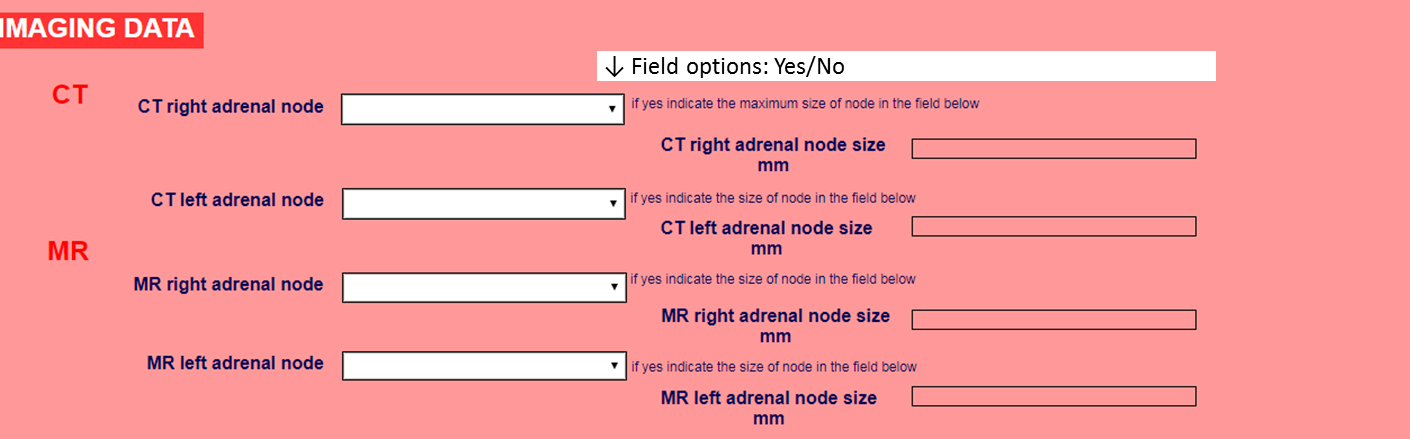 IMAGING DATA
↓ Field options: Yes/No
CT
CT right adrenal node
if yes indicate the maximum size of node in the field below
CT right adrenal node size
mm
CT left adrenal node
if yes indicate the size of node in the field below
CT left adrenal node size
mm
MR
MR right adrenal node
if yes indicate the size of node in the field below
MR right adrenal node size
mm
MR left adrenal node
if yes indicate the size of node in the field below
MR left adrenal node size
mm